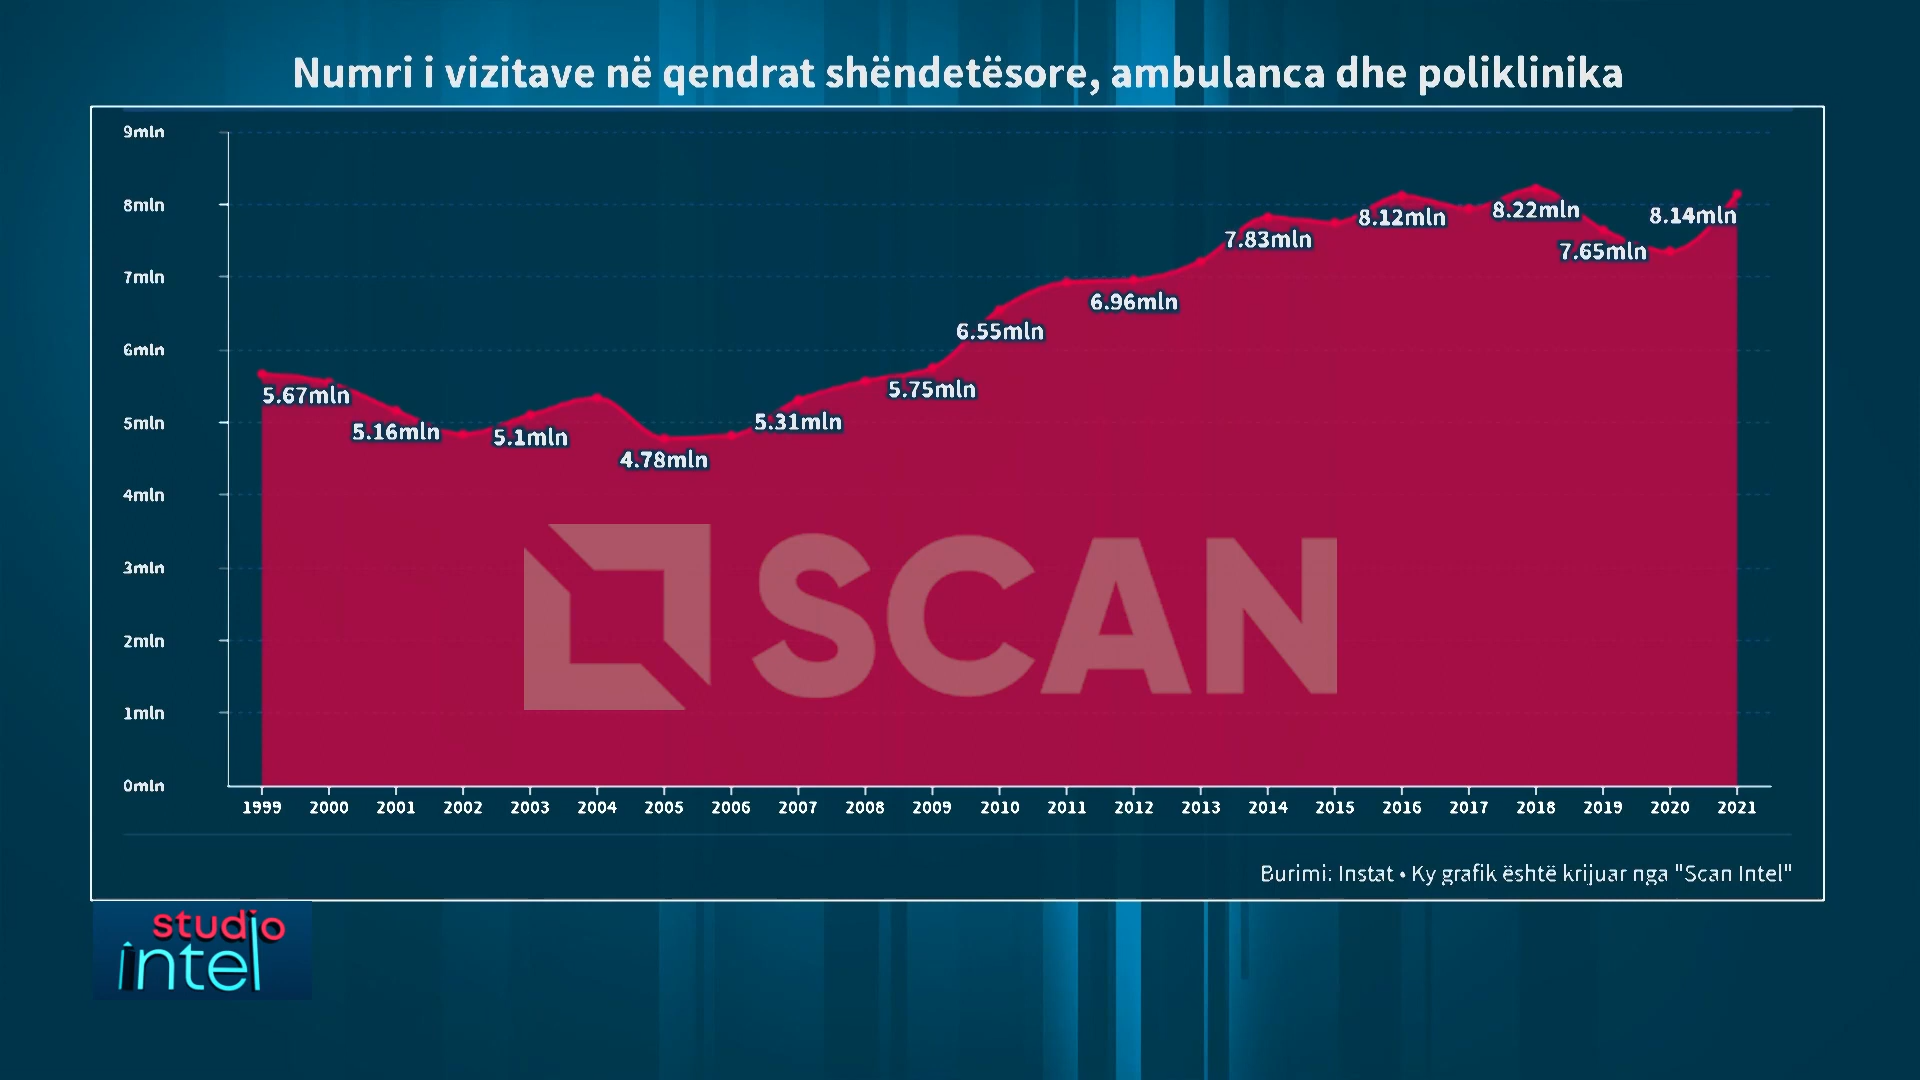 Numri i vizitave në qendrat shëndetësore, ambulanca dhe poliklinika
9mln
8mln
7mln
6mln
5mln
4mln
3mln
2mln
1mln
0mln
5.67mln
5.16mln
5.1mln
4.78mln
5.31mln
5.75mln
6.55mln
6.96mln
7.83mln
8.12mln
8.22mln
7.65mln
8.14mln
SCAN
1999 2000 2001 2002 2003 2004 2005 2006 2007 2008 2009 2010 2011 2012 2013 2014 2015 2016 2017 2018 2019 2020 2021
Burimi: Instat • Ky grafik është krijuar nga "Scan Intel"
studio
intel